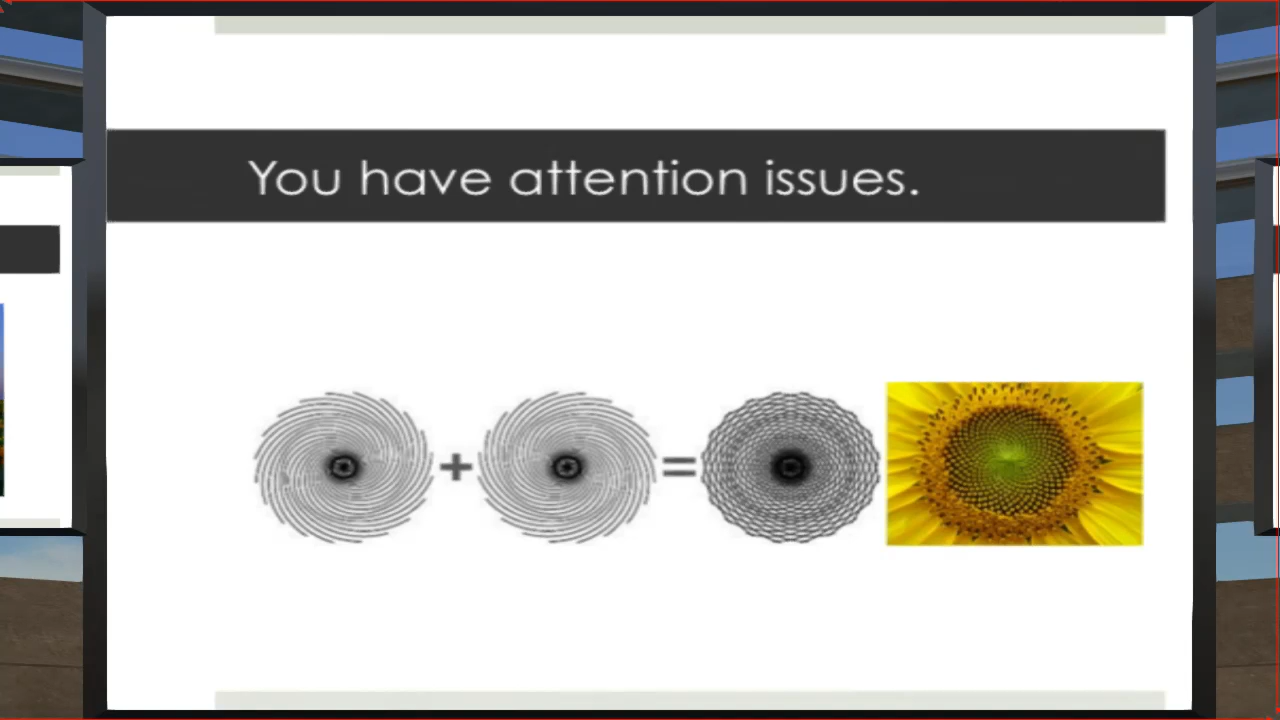 You have attention issues.
+ =